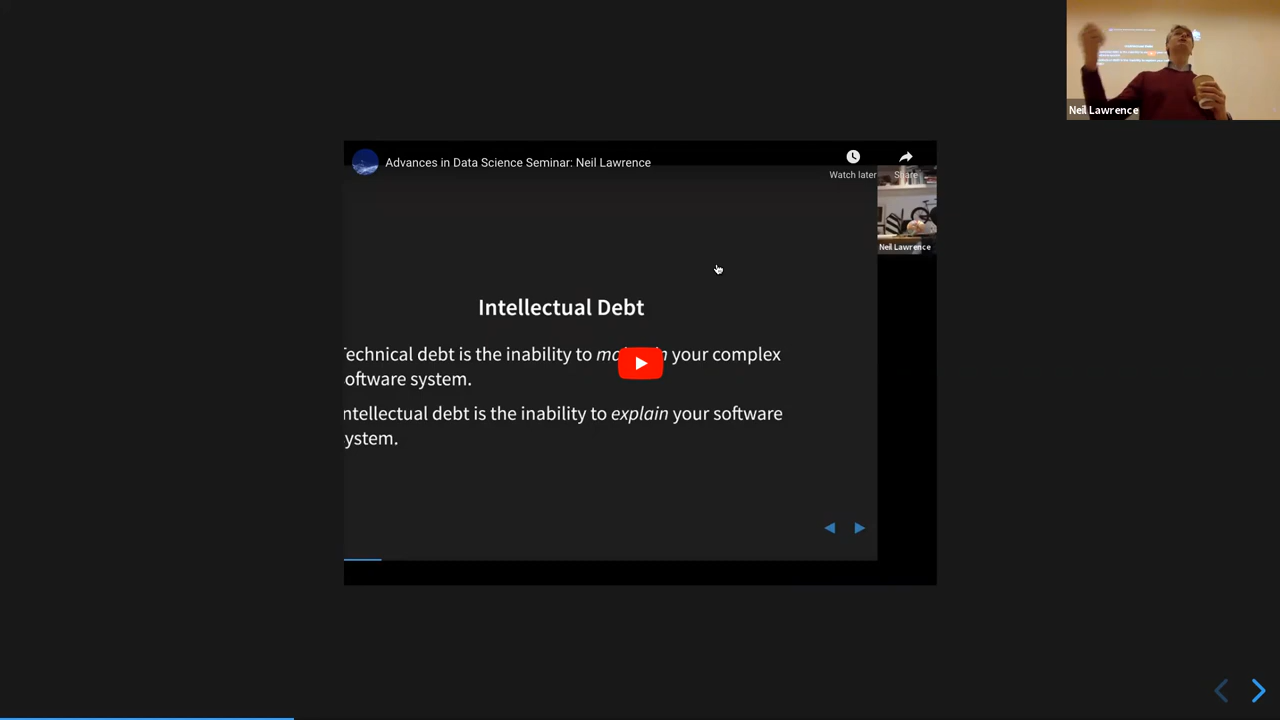 Neil Lawrence
Advances in Data Science Seminar: Neil Lawrence
Watch later
Share
Neil Lawrence
Intellectual Debt
Technical debt is the inability to your complex
oftware system.
ntellectual debt is the inability to explain your software
ystem.